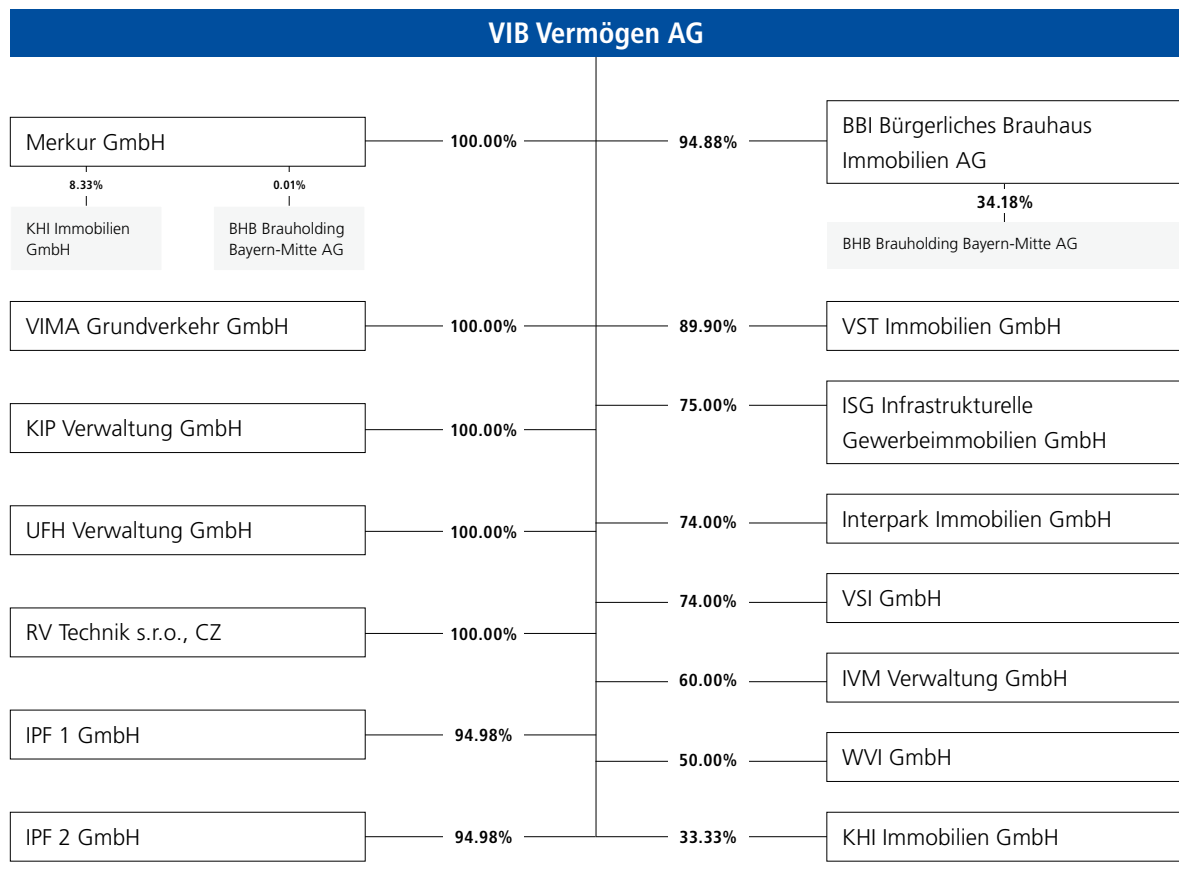 VIB Vermögen AG
Merkur GmbH
100.00%
8.33%
0.01%
KHI Immobilien
GmbH
BHB Brauholding
Bayern-Mitte AG
VIMA Grundverkehr GmbH
100.00%
KIP Verwaltung GmbH
100.00%
UFH Verwaltung GmbH
100.00%
RV Technik s.r.o., CZ
100.00%
IPF 1 GmbH
94.98%
IPF 2 GmbH
94.98%
94.88%
BBI Bürgerliches Brauhaus
Immobilien AG
34.18%
BHB Brauholding Bayern-Mitte AG
89.90%
VST Immobilien GmbH
75.00%
ISG Infrastrukturelle
Gewerbeimmobilien GmbH
74.00%
Interpark Immobilien GmbH
74.00%
VSI GmbH
60.00%
IVM Verwaltung GmbH
50.00%
WVI GmbH
33.33%
KHI Immobilien GmbH